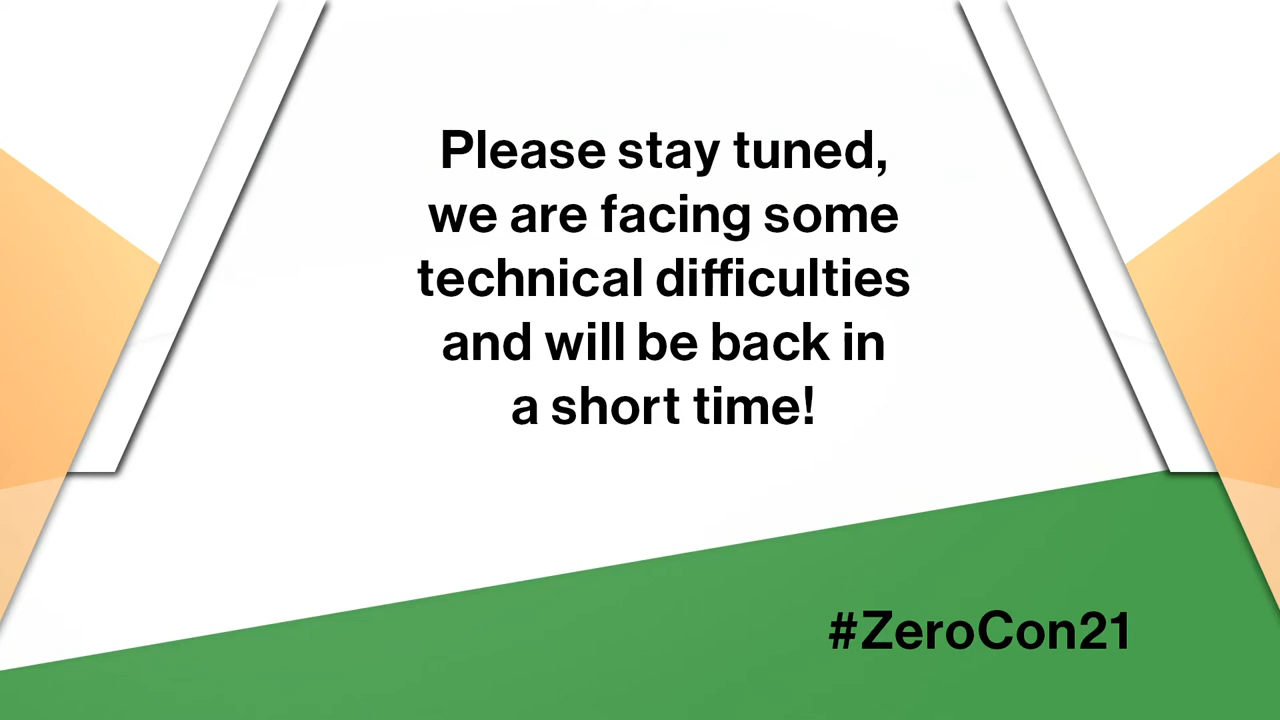 Please stay tuned,
we are facing some
technical difficulties
and will be back in
a short time!
#ZeroCon21